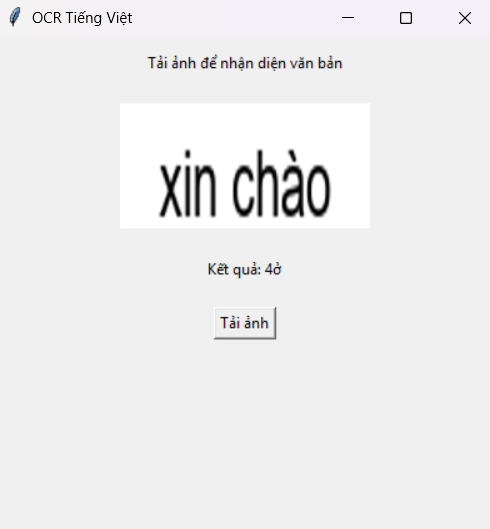 OCR Tiếng Việt
Tải ảnh để nhận diện văn bản
xin chào
Kết quả: 4ở
Tải ảnh